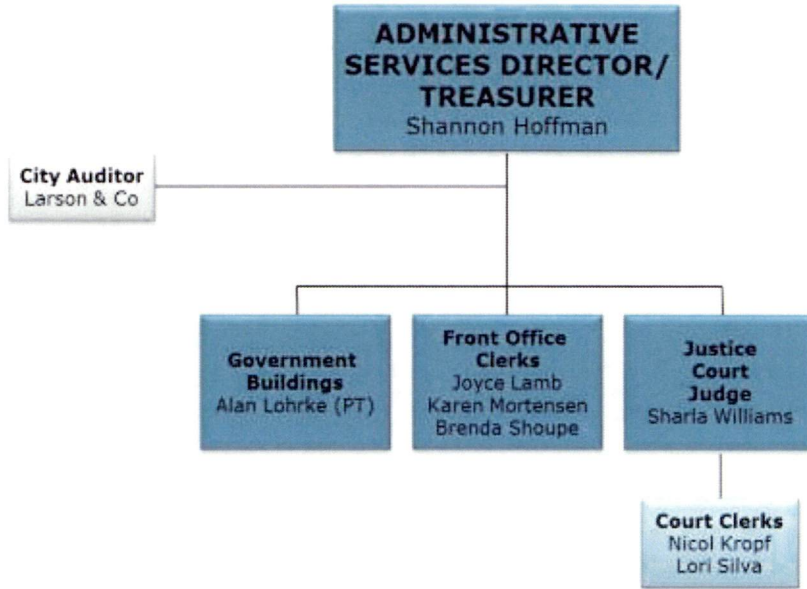 ADMINISTRATIVE
SERVICES DIRECTOR/
TREASURER
Shannon Hoffman
City Auditor
Larson & Co
Government
Buildings
Alan Lohrke (PT)
Front Office
Clerks
Joyce Lamb
Karen Mortensen
Brenda Shoupe
Justice
Court
Judge
Sharla Williams
Court Clerks
Nicol Kropf
Lori Silva